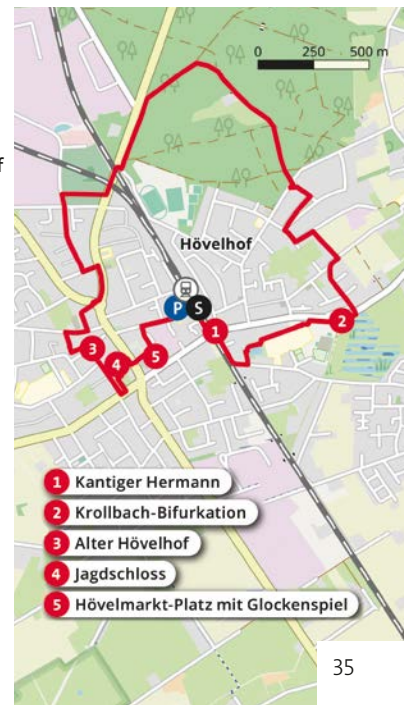 0 250 500 m
f
Hövelhof
P S
1
2
3
4
5
1 Kantiger Hermann
2 Krollbach-Bifurkation
3 Alter Hövelhof
4 Jagdschloss
5 Hövelmarkt-Platz mit Glockenspiel
35